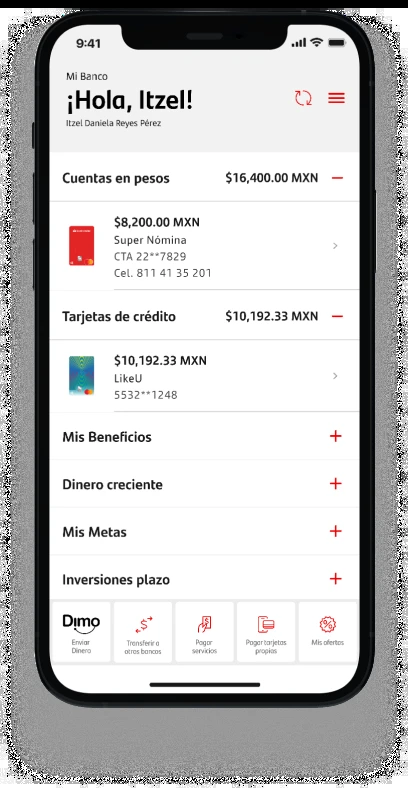 9:41
Mi Banco
¡Hola, Itzel!
Itzel Daniela Reyes Pérez
Cuentas en pesos $16,400.00 MXN
$8,200.00 MXN
Super Nómina
CTA 22**7829
Cel. 811 41 35 201
Tarjetas de crédito $10,192.33 MXN
$10,192.33 MXN
LikeU
5532**1248
Mis Beneficios
Dinero creciente
Mis Metas
Inversiones plazo
Dimo
Enviar
Dinero
Transferir a
otros bancos
Pagar
servicios
Pagar tarjetas
propias
Mis ofertas